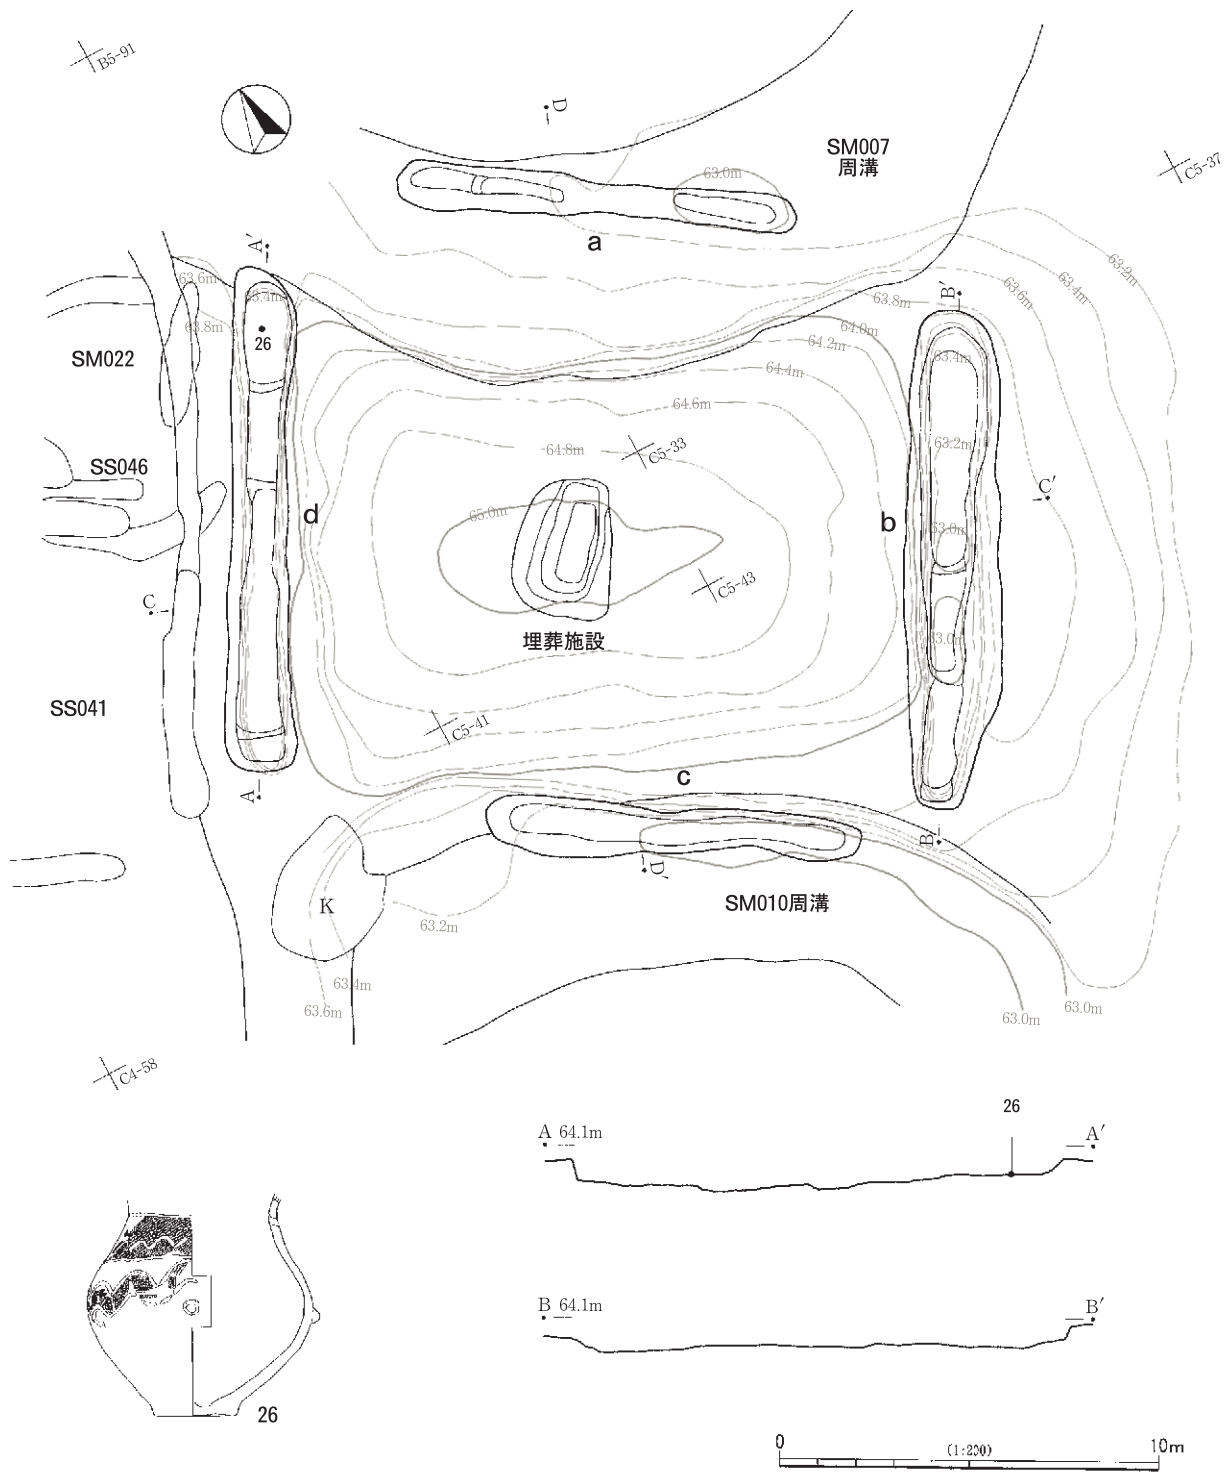 B5-91
D
SM007
周溝
C5-37
63.0m
a
A′
63.6m
63.4m
63.8m
26
SM022
SS046
d
63.8m
64.0m
64.2m
64.4m
64.6m
64.8m
B′
63.6m
63.4m
63.2m
63.4m
63.2m
C5-33
65.0m
C′
b
63.0m
C5-43
63.0m
C
埋葬施設
SS041
C5-41
c
A
B
D′
K
SM010周溝
63.2m
63.4m
63.6m
63.0m
63.0m
C4-58
26
A 64.1m
A′
B 64.1m
B′
26
0
(1:200)
10m